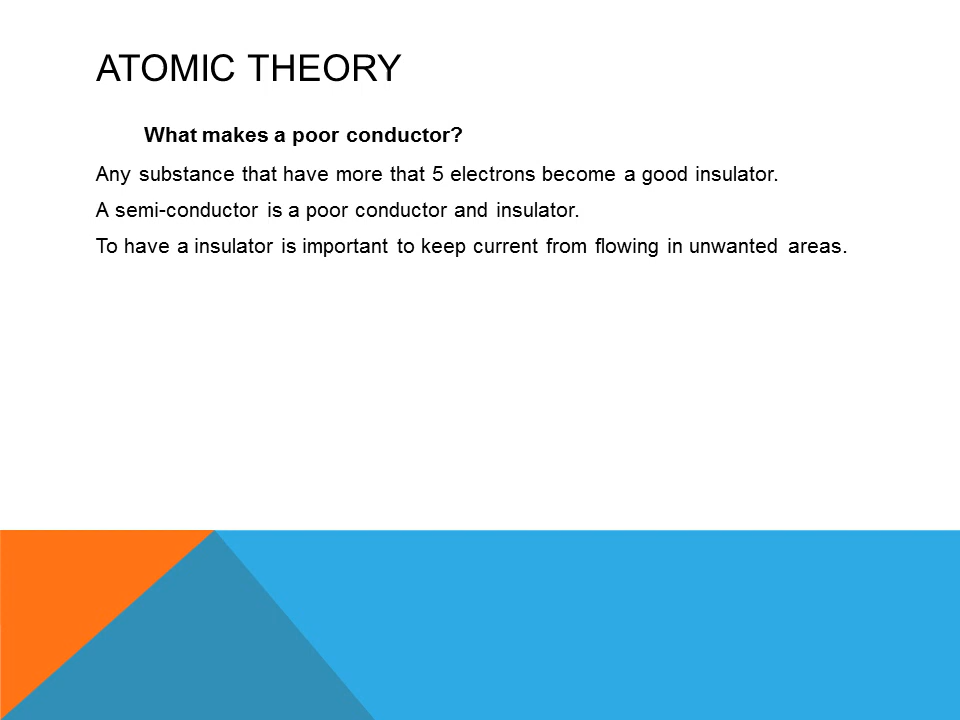 ATOMIC THEORY
What makes a poor conductor?
Any substance that have more that 5 electrons become a good insulator.
A semi-conductor is a poor conductor and insulator.
To have a insulator is important to keep current from flowing in unwanted areas.